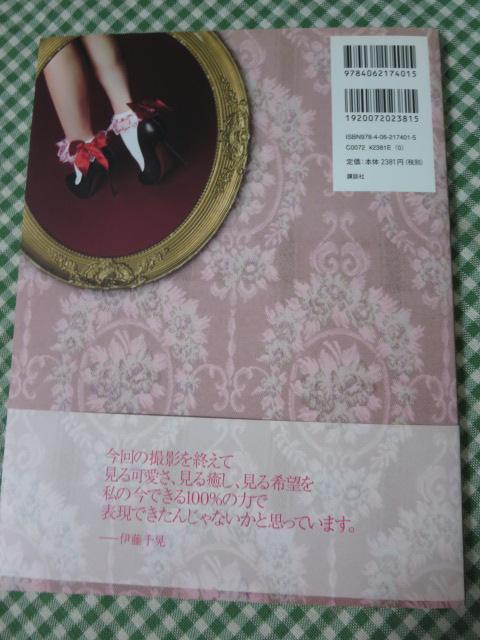 9784062174015
1920072023815
ISBN978-4-06-217401-5
C0072 ¥2381E (0)
定価：本体2381円(税別)
講談社
今回の撮影を終えて
見る可愛さ、見る癒し、見る希望を
私の今できる100%の力で
表現できたんじゃないかと思っています。
——伊藤千晃